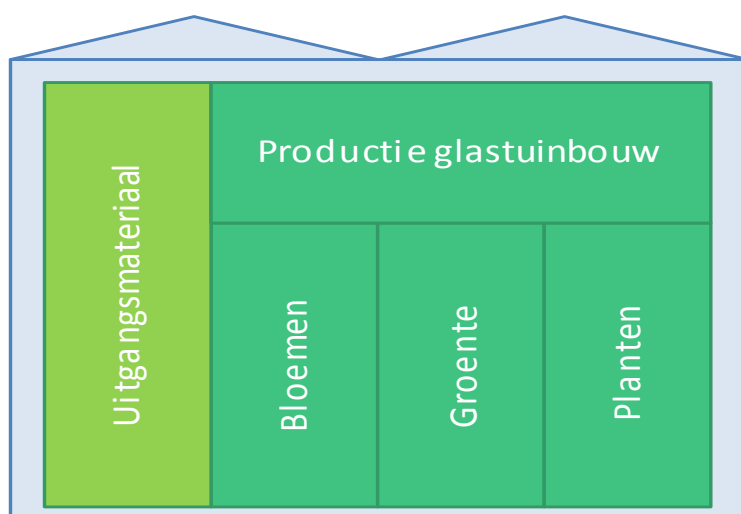 Uitgangsmateriaal
Productie glastuinbouw
Bloemen
Groente
Planten